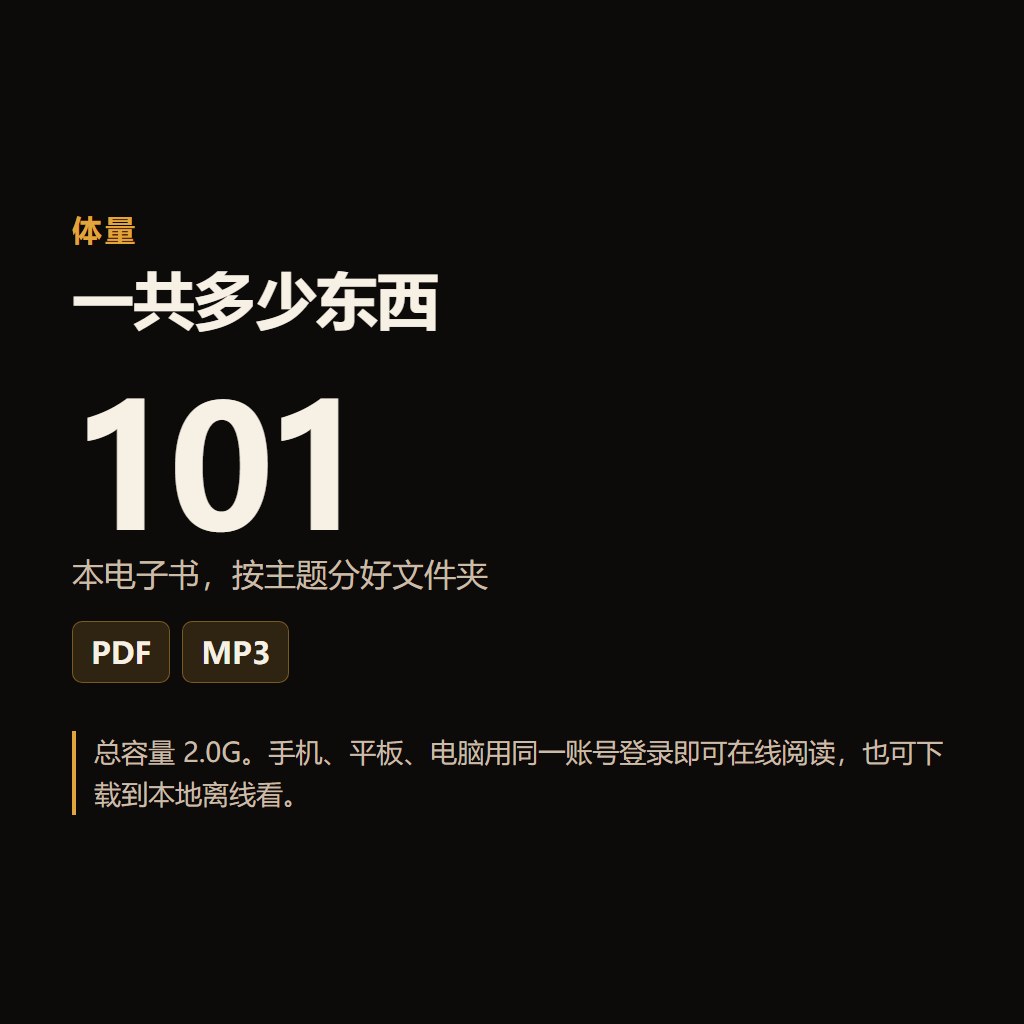 体量
一共多少东西
101
本电子书，按主题分好文件夹
PDF MP3
总容量 2.0G。手机、平板、电脑用同一账号登录即可在线阅读，也可下
载到本地离线看。